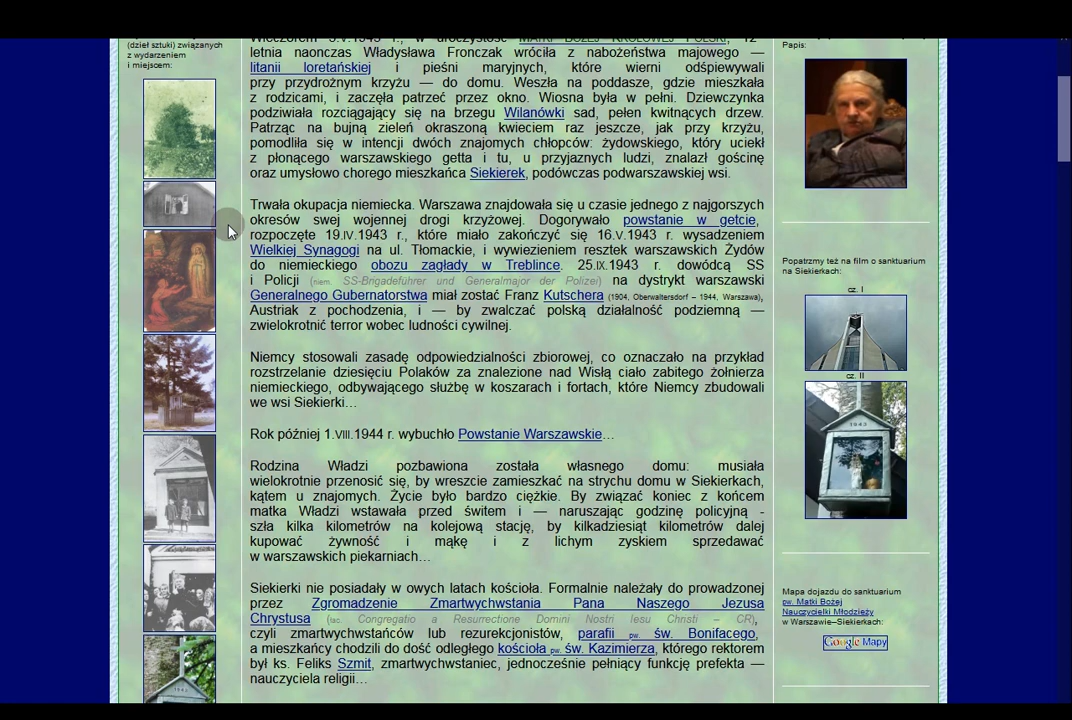 (dzieł sztuki) związanych
z wydarzeniem
i miejscem:
letnia naonczas Władysława Fronczak wróciła z nabożeństwa majowego —
litanii loretańskiej i pieśni maryjnych, które wierni odśpiewywali
przy przydrożnym krzyżu — do domu. Weszła na poddasze, gdzie mieszkała
z rodzicami, i zaczęła patrzeć przez okno. Wiosna była w pełni. Dziewczynka
podziwiała rozciągający się na brzegu Wilanówki sad, pełen kwitnących drzew.
Patrząc na bujną zieleń okraszoną kwieciem raz jeszcze, jak przy krzyżu,
pomodliła się w intencji dwóch znajomych chłopców: żydowskiego, który uciekł
z płonącego warszawskiego getta i tu, u przyjaznych ludzi, znalazł gościnę
oraz umysłowo chorego mieszkańca Siekierek, podówczas podwarszawskiej wsi.
Trwała okupacja niemiecka. Warszawa znajdowała się u czasie jednego z najgorszych
okresów swej wojennej drogi krzyżowej. Dogorywało powstanie w getcie,
rozpoczęte 19.IV.1943 r., które miało zakończyć się 16.V.1943 r. wysadzeniem
Wielkiej Synagogi na ul. Tłomackie, i wywiezieniem resztek warszawskich Żydów
do niemieckiego obozu zagłady w Treblince. 25.IX.1943 r. dowódcą SS
i Policji (niem. SS-Brigadeführer und Generalmajor der Polizei) na dystrykt warszawski
Generalnego Gubernatorstwa miał zostać Franz Kutschera (1904, Oberwaltersdorf – 1944, Warszawa),
Austriak z pochodzenia, i — by zwalczać polską działalność podziemną —
zwielokrotnić terror wobec ludności cywilnej.
Niemcy stosowali zasadę odpowiedzialności zbiorowej, co oznaczało na przykład
rozstrzelanie dziesięciu Polaków za znalezione nad Wisłą ciało zabitego żołnierza
niemieckiego, odbywającego służbę w koszarach i fortach, które Niemcy zbudowali
we wsi Siekierki…
Rok później 1.VIII.1944 r. wybuchło Powstanie Warszawskie…
Rodzina Władzi pozbawiona została własnego domu: musiała
wielokrotnie przenosić się, by wreszcie zamieszkać na strychu domu w Siekierkach,
kątem u znajomych. Życie było bardzo ciężkie. By związać koniec z końcem
matka Władzi wstawała przed świtem i — naruszając godzinę policyjną -
szła kilka kilometrów na kolejową stację, by kilkadziesiąt kilometrów dalej
kupować żywność i mąkę i z lichym zyskiem sprzedawać
w warszawskich piekarniach…
Siekierki nie posiadały w owych latach kościoła. Formalnie należały do prowadzonej
przez Zgromadzenie Zmartwychwstania Pana Naszego Jezusa
Chrystusa (łac. Congregatio a Resurrectione Domini Nostri Iesu Christi – CR),
czyli zmartwychwstańców lub rezurekcjonistów, parafii pw. św. Bonifacego,
a mieszkańcy chodzili do dość odległego kościoła pw. św. Kazimierza, którego rektorem
był ks. Feliks Szmit, zmartwychwstaniec, jednocześnie pełniący funkcję prefekta —
nauczyciela religii…
Papis:
Popatrzmy też na film o sanktuarium
na Siekierkach:
cz. I
cz. II
1943
Mapa dojazdu do sanktuarium
pw. Matki Bożej
Nauczycielki Młodzieży
w Warszawie–Siekierkach:
Google Mapy